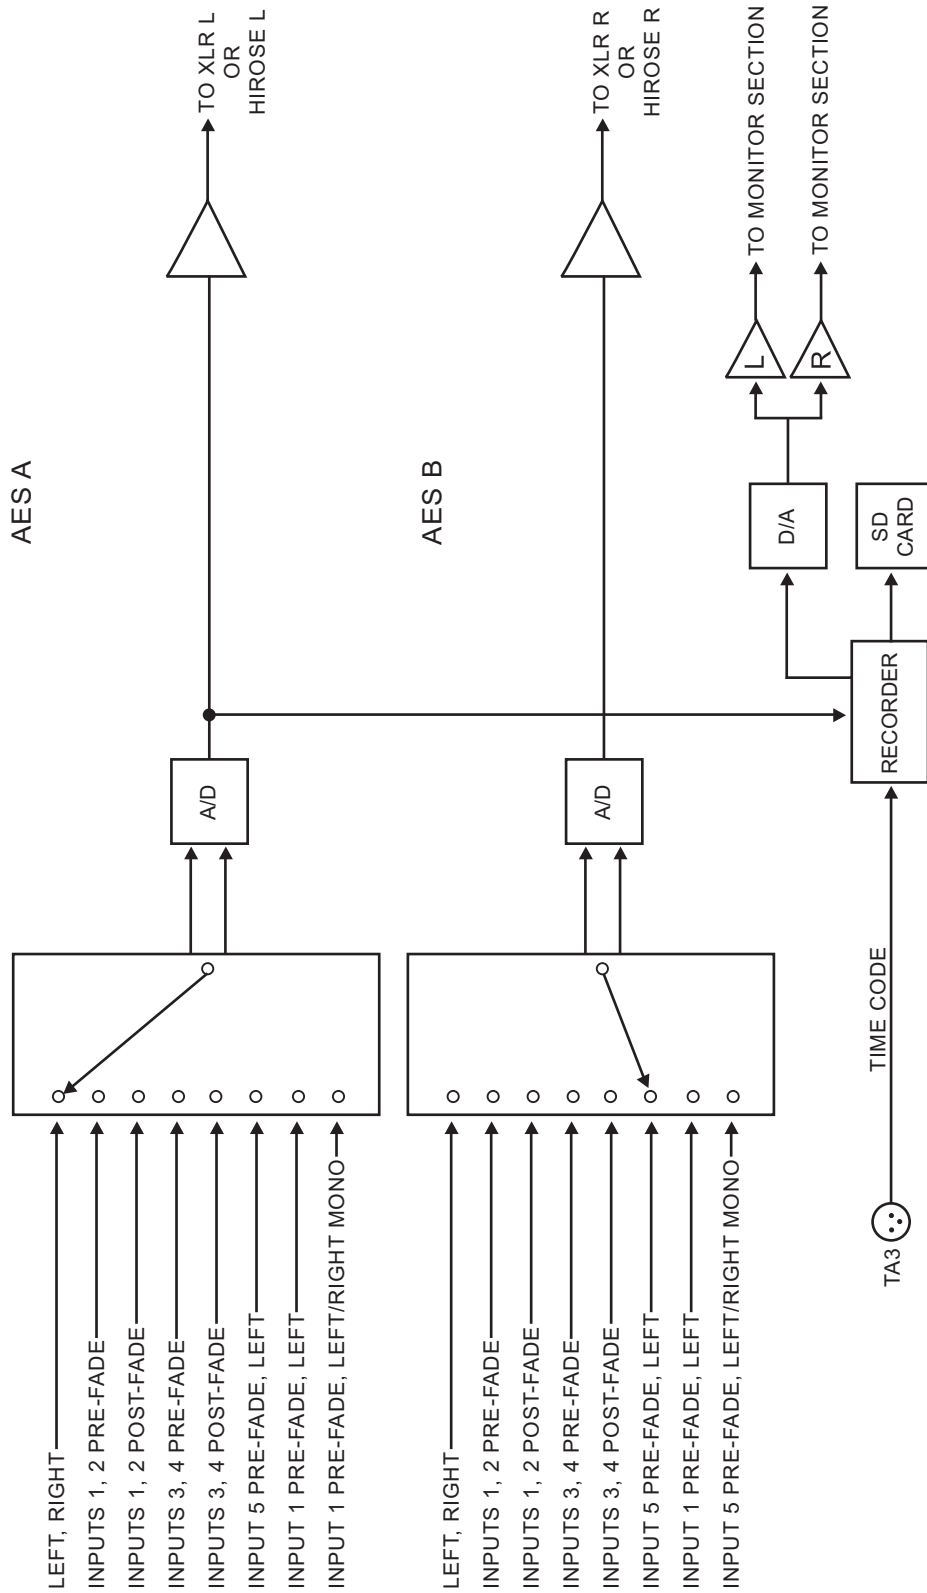 AES A
LEFT, RIGHT
INPUTS 1, 2 PRE-FADE
INPUTS 1, 2 POST-FADE
INPUTS 3, 4 PRE-FADE
INPUTS 3, 4 POST-FADE
INPUT 5 PRE-FADE, LEFT
INPUT 1 PRE-FADE, LEFT
INPUT 1 PRE-FADE, LEFT/RIGHT MONO
A/D
TO XLR L
OR
HIROSE L
AES B
LEFT, RIGHT
INPUTS 1, 2 PRE-FADE
INPUTS 1, 2 POST-FADE
INPUTS 3, 4 PRE-FADE
INPUTS 3, 4 POST-FADE
INPUT 5 PRE-FADE, LEFT
INPUT 1 PRE-FADE, LEFT
INPUT 5 PRE-FADE, LEFT/RIGHT MONO
A/D
TO XLR R
OR
HIROSE R
D/A
L
TO MONITOR SECTION
R
TO MONITOR SECTION
TA3
TIME CODE
RECORDER
SD
CARD